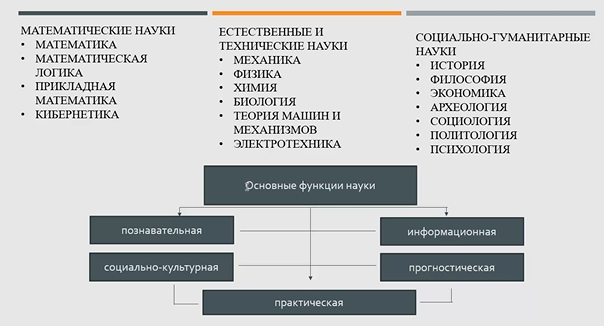 МАТЕМАТИЧЕСКИЕ НАУКИ
• МАТЕМАТИКА
• МАТЕМАТИЧЕСКАЯ
ЛОГИКА
• ПРИКЛАДНАЯ
МАТЕМАТИКА
• КИБЕРНЕТИКА
ЕСТЕСТВЕННЫЕ И
ТЕХНИЧЕСКИЕ НАУКИ
• МЕХАНИКА
• ФИЗИКА
• ХИМИЯ
• БИОЛОГИЯ
• ТЕОРИЯ МАШИН И
МЕХАНИЗМОВ
• ЭЛЕКТРОТЕХНИКА
СОЦИАЛЬНО-ГУМАНИТАРНЫЕ
НАУКИ
• ИСТОРИЯ
• ФИЛОСОФИЯ
• ЭКОНОМИКА
• АРХЕОЛОГИЯ
• СОЦИОЛОГИЯ
• ПОЛИТОЛОГИЯ
• ПСИХОЛОГИЯ
Основные функции науки
познавательная
информационная
социально-культурная
прогностическая
практическая